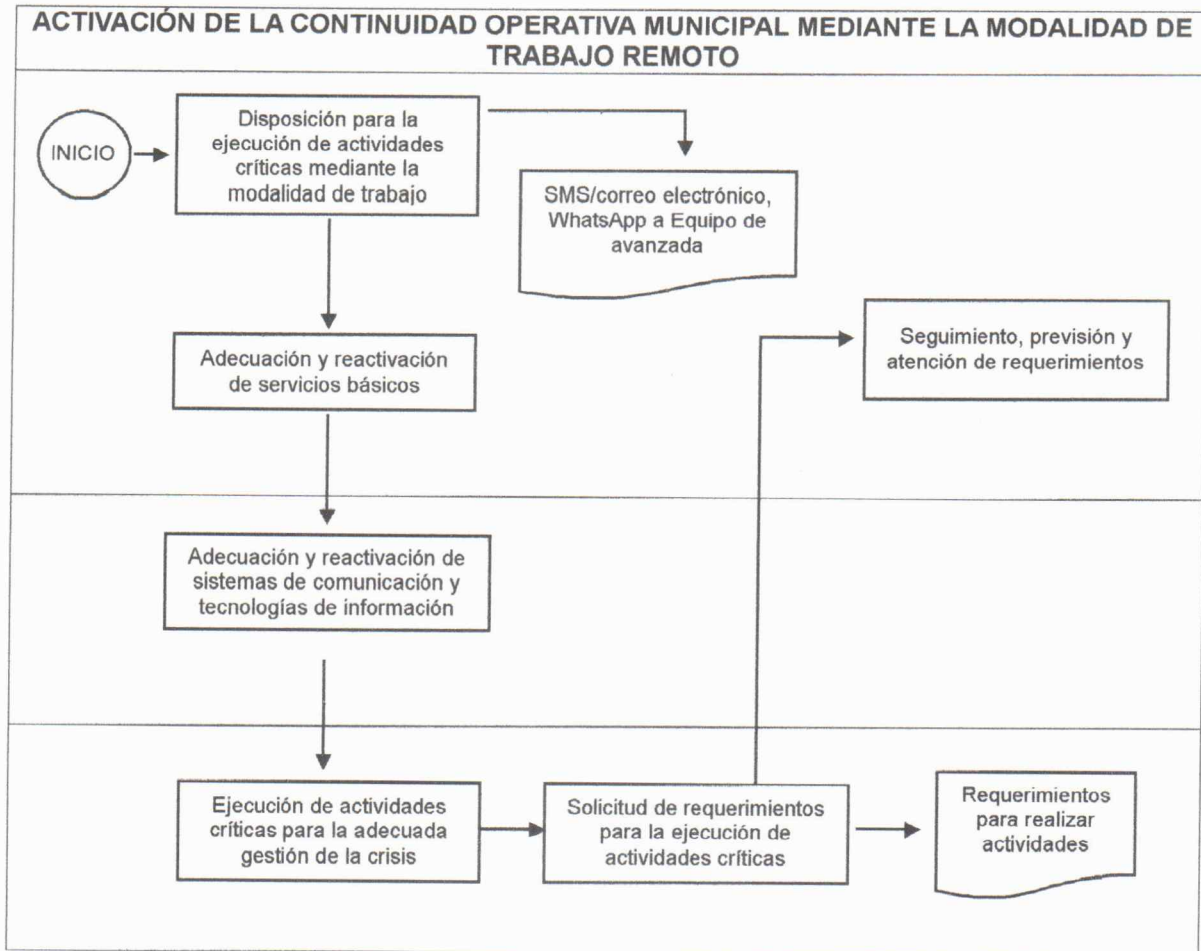 ACTIVACIÓN DE LA CONTINUIDAD OPERATIVA MUNICIPAL MEDIANTE LA MODALIDAD DE
TRABAJO REMOTO
INICIO
Disposición para la
ejecución de actividades
críticas mediante la
modalidad de trabajo
SMS/correo electrónico,
WhatsApp a Equipo de
avanzada
Adecuación y reactivación
de servicios básicos
Seguimiento, previsión y
atención de requerimientos
Adecuación y reactivación de
sistemas de comunicación y
tecnologías de información
Ejecución de actividades
críticas para la adecuada
gestión de la crisis
Solicitud de requerimientos
para la ejecución de
actividades críticas
Requerimientos
para realizar
actividades